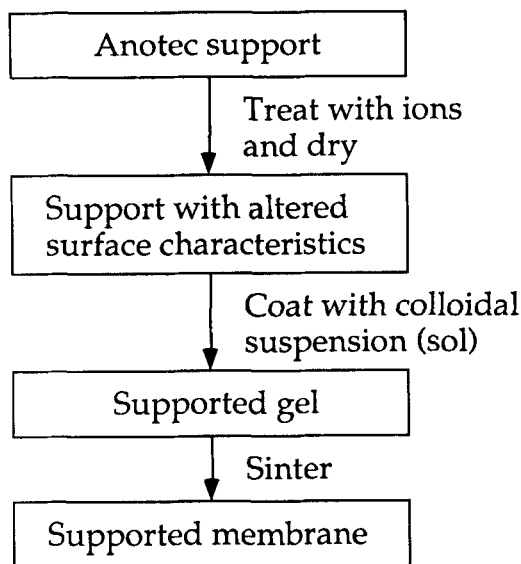 Anotec support
Treat with ions
and dry
Support with altered
surface characteristics
Coat with colloidal
suspension (sol)
Supported gel
Sinter
Supported membrane